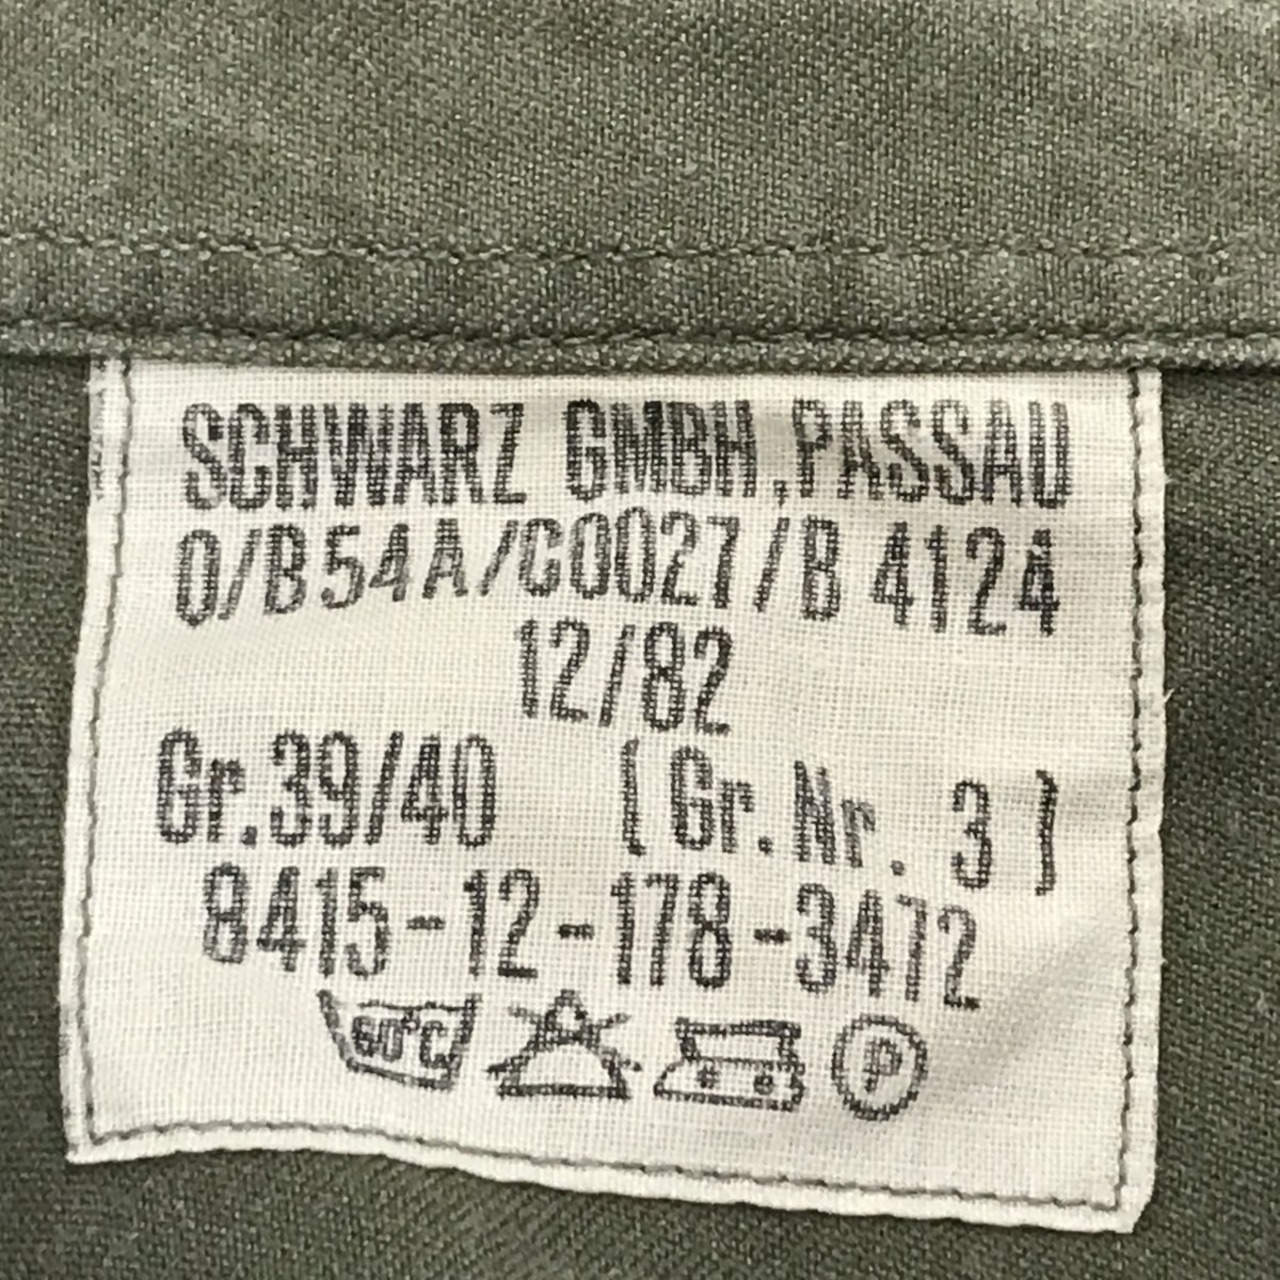 SCHWARZ GMBH, PASSAU
O/B54A/C0027/B 4124
12/82
Gr.39/40 (Gr.Nr. 3)
8415-12-178-3472
60°C
P